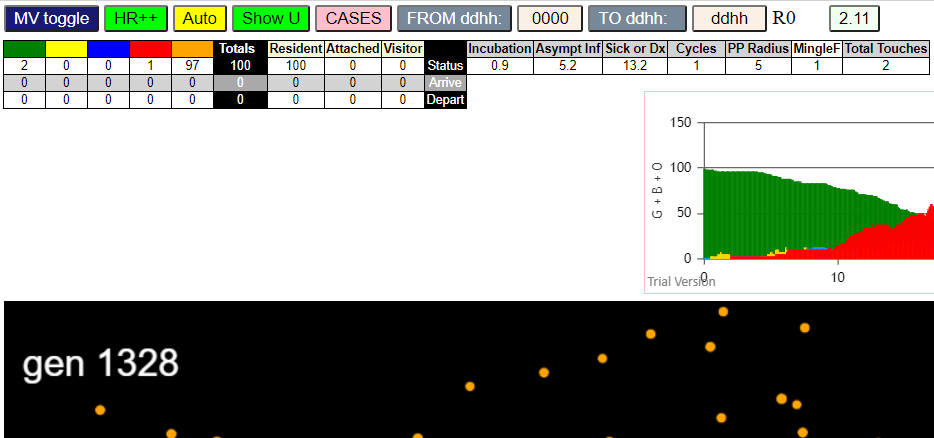 MV toggle HR++ Auto Show U CASES FROM ddhh: 0000 TO ddhh: ddhh R0 2.11
Totals Resident Attached Visitor Incubation Asympt Inf Sick or Dx Cycles PP Radius MingleF Total Touches
2 0 0 1 97 100 100 0 0 Status 0.9 5.2 13.2 1 5 1 2
0 0 0 0 0 0 0 0 0 Arrive
0 0 0 0 0 0 0 0 0 Depart
150
100
50
0
G + B + O
0 10
Trial Version
gen 1328